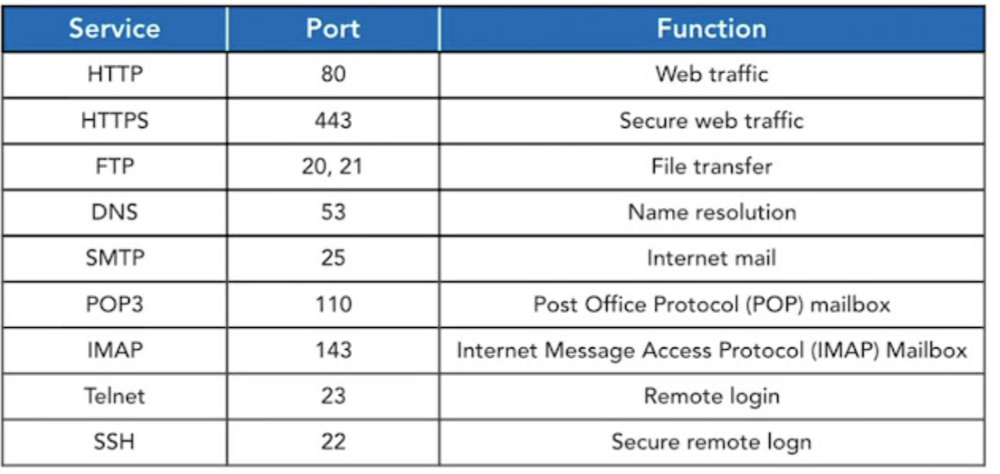 Service Port Function
HTTP 80 Web traffic
HTTPS 443 Secure web traffic
FTP 20, 21 File transfer
DNS 53 Name resolution
SMTP 25 Internet mail
POP3 110 Post Office Protocol (POP) mailbox
IMAP 143 Internet Message Access Protocol (IMAP) Mailbox
Telnet 23 Remote login
SSH 22 Secure remote logn